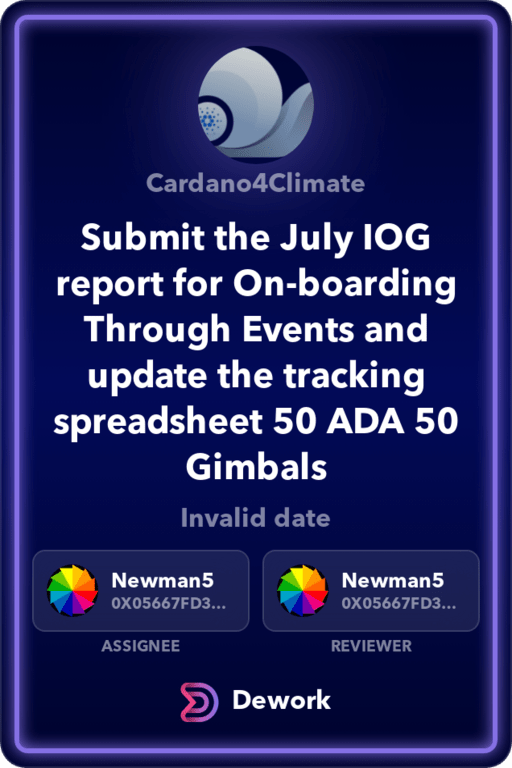 Cardano4Climate
Submit the July IOG
report for On-boarding
Through Events and
update the tracking
spreadsheet 50 ADA 50
Gimbals
Invalid date
Newman5
0X05667FD3...
Newman5
0X05667FD3...
ASSIGNEE
REVIEWER
Dework